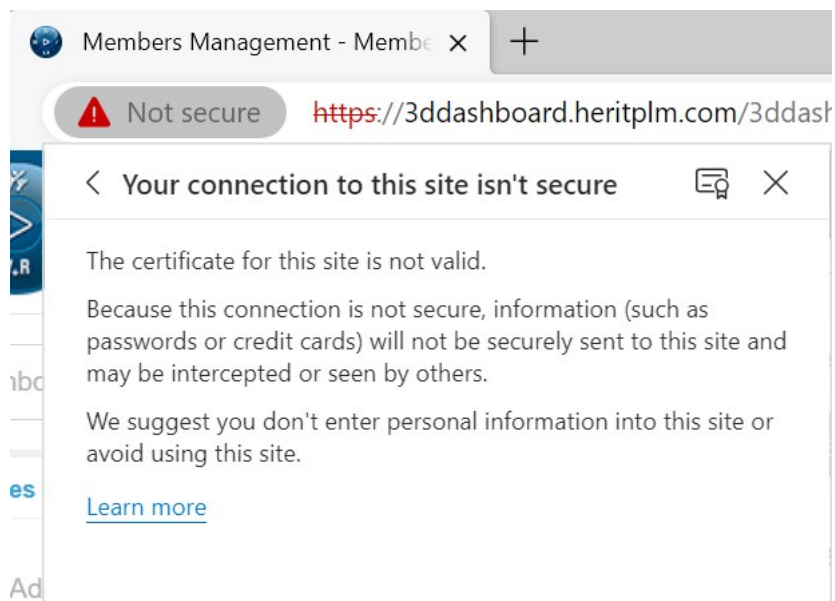 Members Management - Membe
Not secure https://3ddashboard.heritplm.com/3ddash
Your connection to this site isn't secure
.R
The certificate for this site is not valid.
Because this connection is not secure, information (such as
passwords or credit cards) will not be securely sent to this site and
may be intercepted or seen by others.
We suggest you don't enter personal information into this site or
avoid using this site.
es
Learn more
Ad